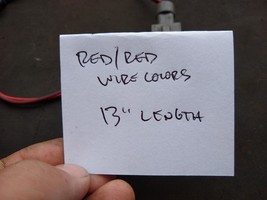 RED/RED
WIRE COLORS
13" LENGTH